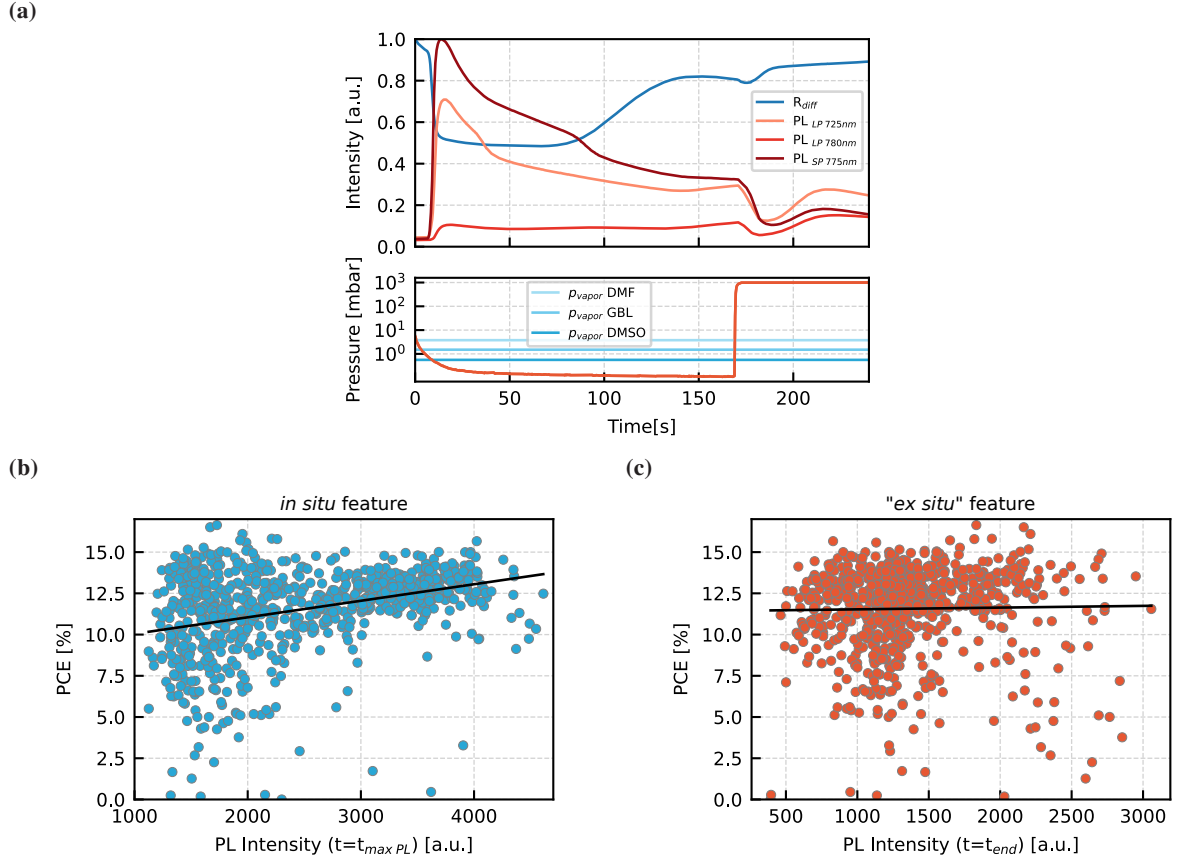 (a)
1.0
0.8
0.6
0.4
0.2
0.0
Intensity [a.u.]
R_diff
PL LP 725nm
PL LP 780nm
PL SP 775nm
10³
10²
10¹
10⁰
Pressure [mbar]
p_vapor DMF
p_vapor GBL
p_vapor DMSO
0 50 100 150 200
Time[s]
(b)
in situ feature
15.0
12.5
10.0
7.5
5.0
2.5
0.0
PCE [%]
1000 2000 3000 4000
PL Intensity (t=t_max PL) [a.u.]
(c)
"ex situ" feature
15.0
12.5
10.0
7.5
5.0
2.5
0.0
PCE [%]
500 1000 1500 2000 2500 3000
PL Intensity (t=t_end) [a.u.]